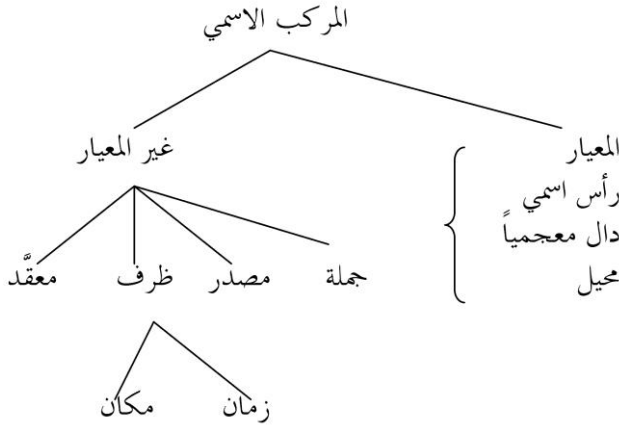 المركب الاسمي
المعيار غير المعيار
رأس اسمي
دال معجمياً
محيل
جملة مصدر ظرف معقَّد
زمان مكان